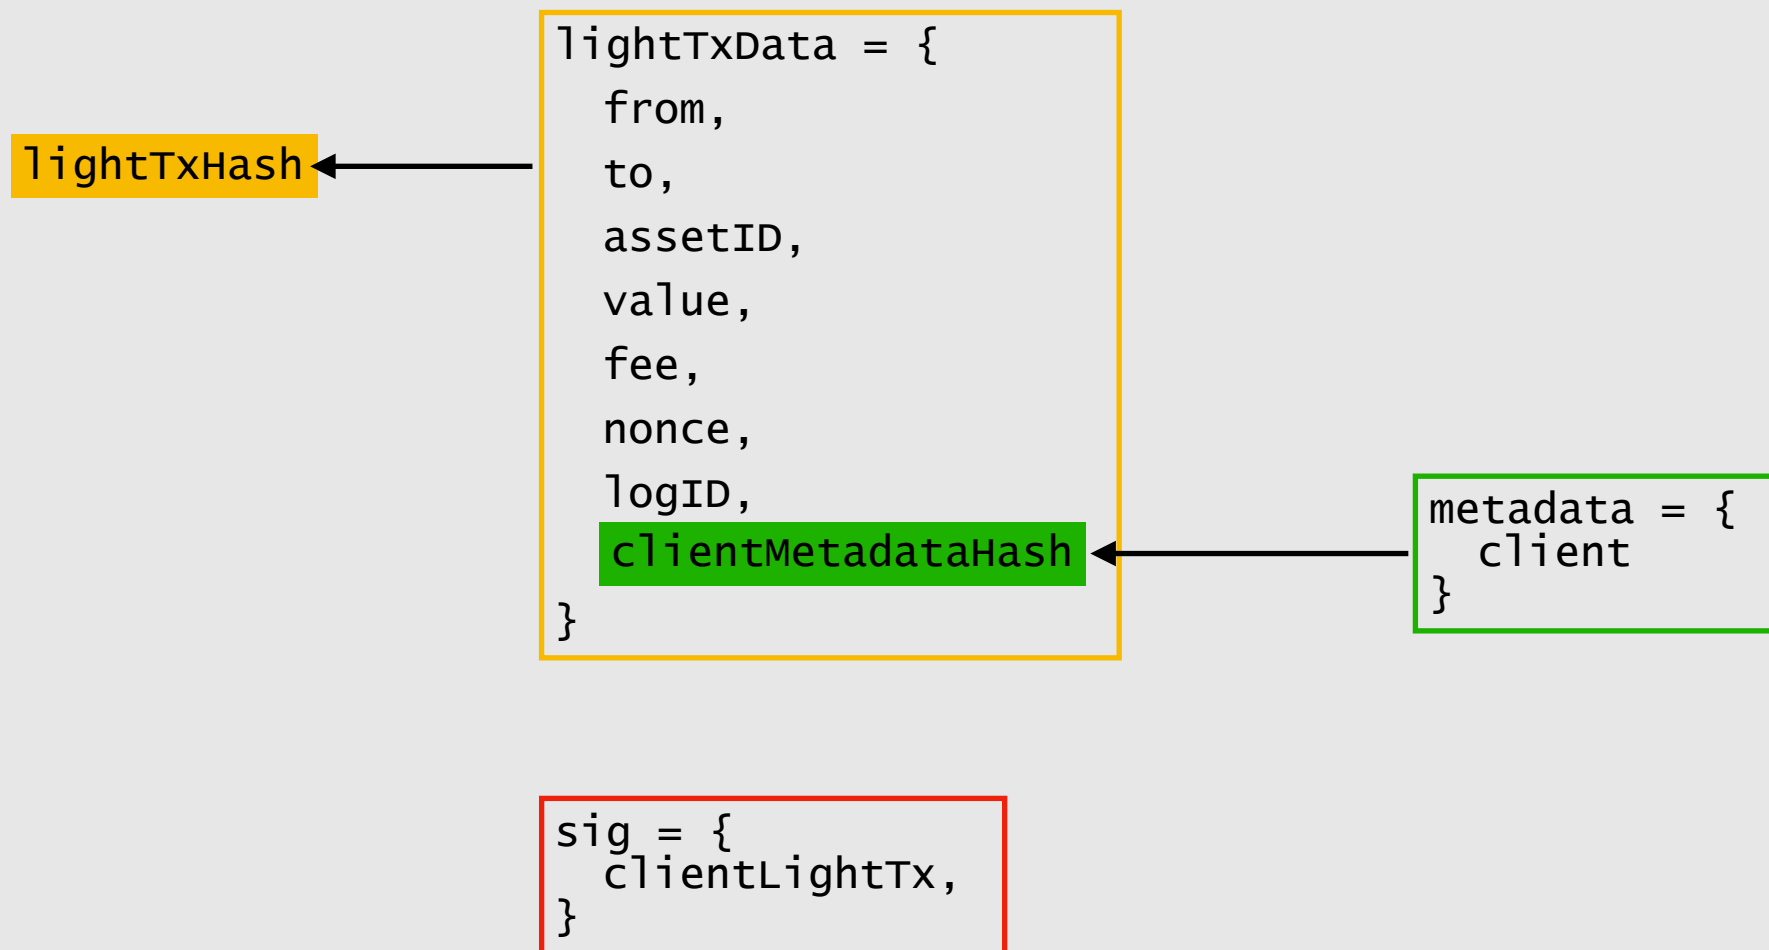 lightTxHash
lightTxData = {
from,
to,
assetID,
value,
fee,
nonce,
logID,
clientMetadataHash
}
metadata = {
client
}
sig = {
clientLightTx,
}